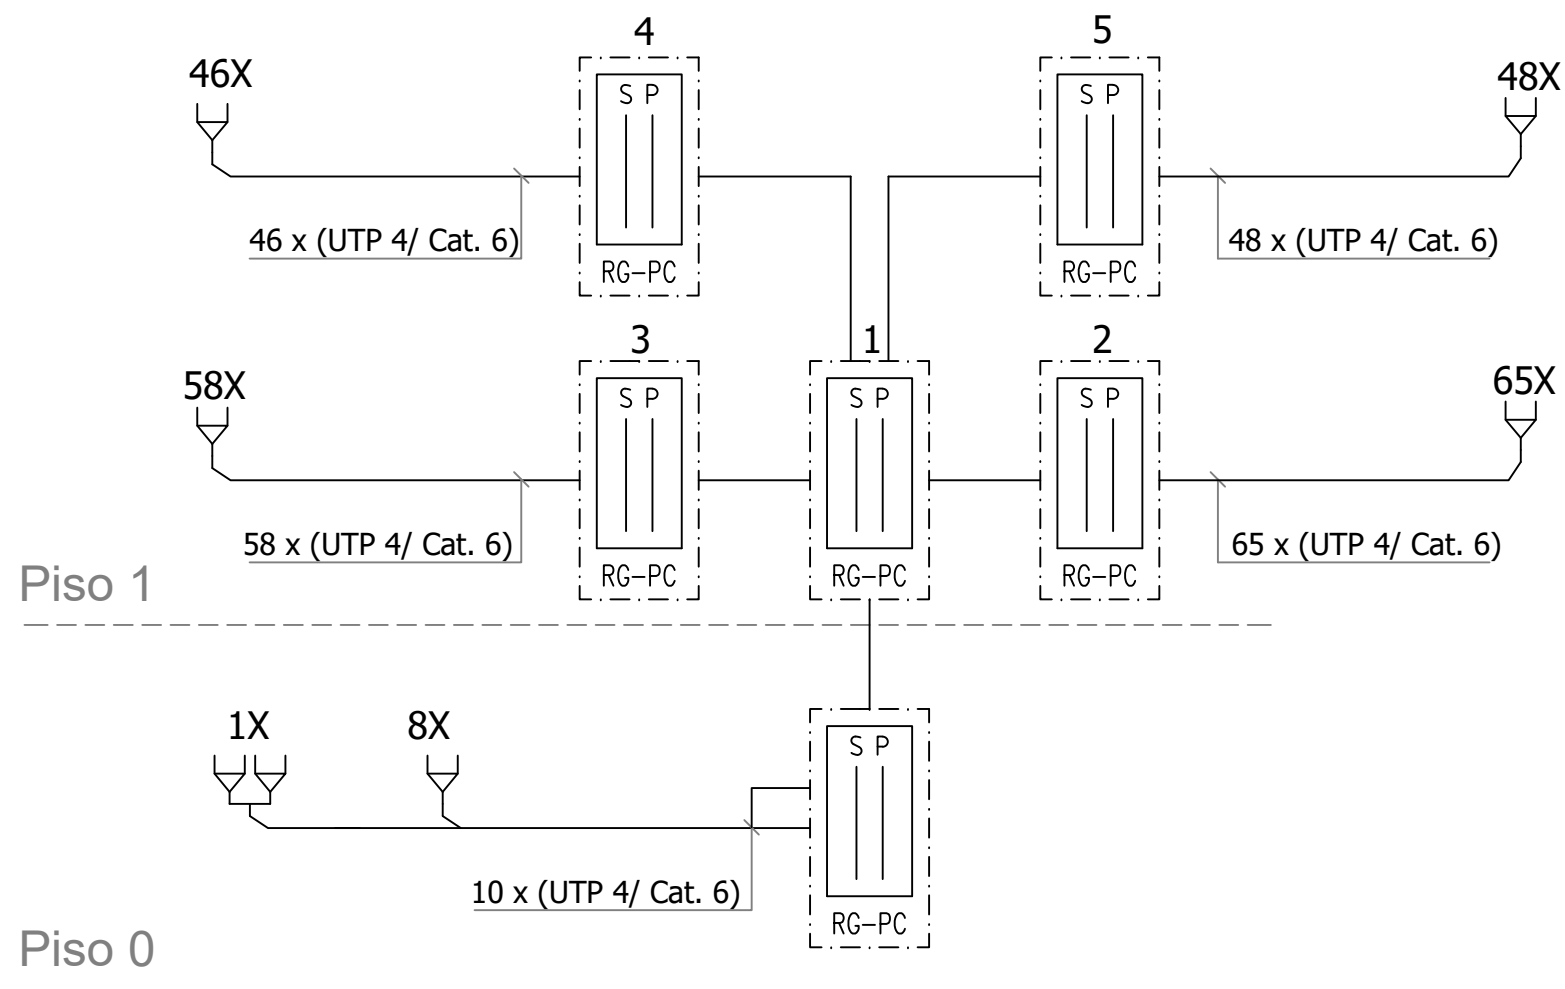 4
5
46X
48X
S P
S P
46 x (UTP 4/ Cat. 6)
48 x (UTP 4/ Cat. 6)
RG-PC
RG-PC
3
1
2
58X
65X
S P
S P
S P
58 x (UTP 4/ Cat. 6)
65 x (UTP 4/ Cat. 6)
RG-PC
RG-PC
RG-PC
Piso 1
1X
8X
S P
10 x (UTP 4/ Cat. 6)
RG-PC
Piso 0